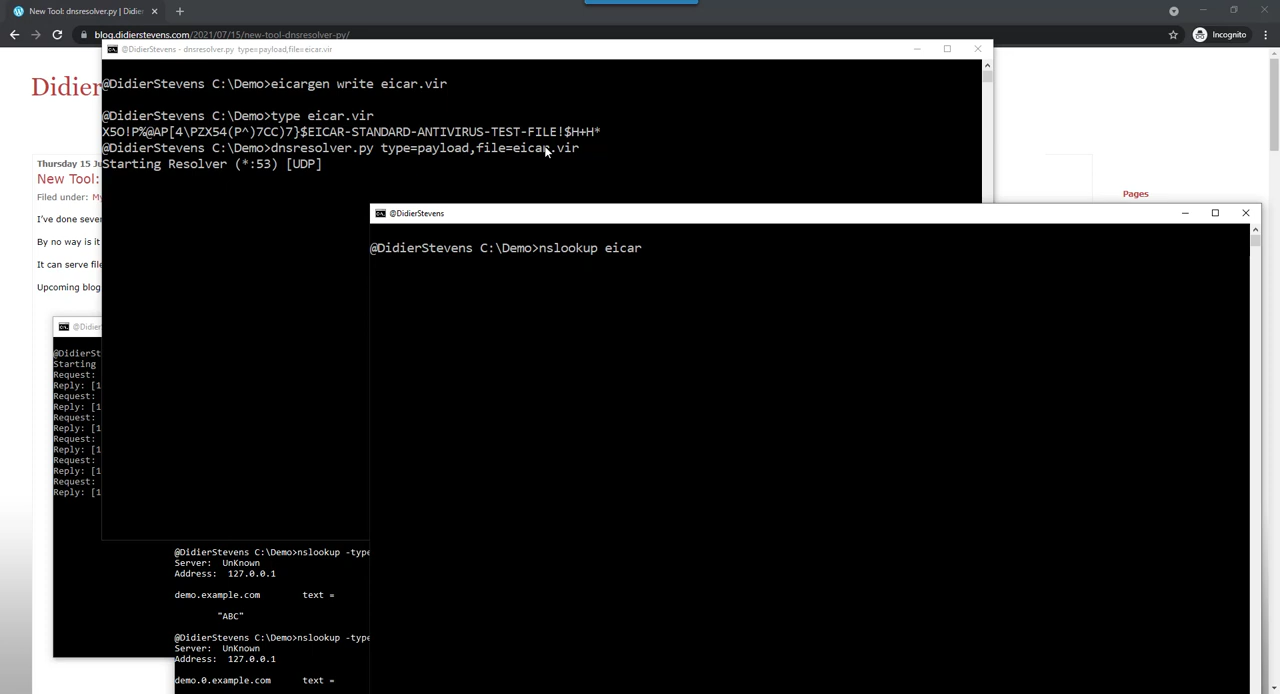 New Tool: dnsresolver.py | Didier
Incognito
blog.didierstevens.com/2021/07/15/new-tool-dnsresolver-py/
@DidierStevens - dnsresolver.py type=payload,file=eicar.vir
Didier
@DidierStevens C:\Demo>eicargen write eicar.vir
@DidierStevens C:\Demo>type eicar.vir
X5O!P%@AP[4\PZX54(P^)7CC)7}$EICAR-STANDARD-ANTIVIRUS-TEST-FILE!$H+H*
@DidierStevens C:\Demo>dnsresolver.py type=payload,file=eicar.vir
Starting Resolver (*:53) [UDP]
Thursday 15 Ju
New Tool:
Filed under: My
I've done sever
By no way is it
It can serve file
Upcoming blog
Pages
@DidierStevens
@DidierStevens C:\Demo>nslookup eicar
@Didier
@DidierSt
Starting
Request:
Reply: [1
Request:
Reply: [1
Request:
Reply: [1
Request:
Reply: [1
Request:
Reply: [1
Request:
Reply: [1
@DidierStevens C:\Demo>nslookup -type
Server: UnKnown
Address: 127.0.0.1
demo.example.com text =
"ABC"
@DidierStevens C:\Demo>nslookup -type
Server: UnKnown
Address: 127.0.0.1
demo.0.example.com text =